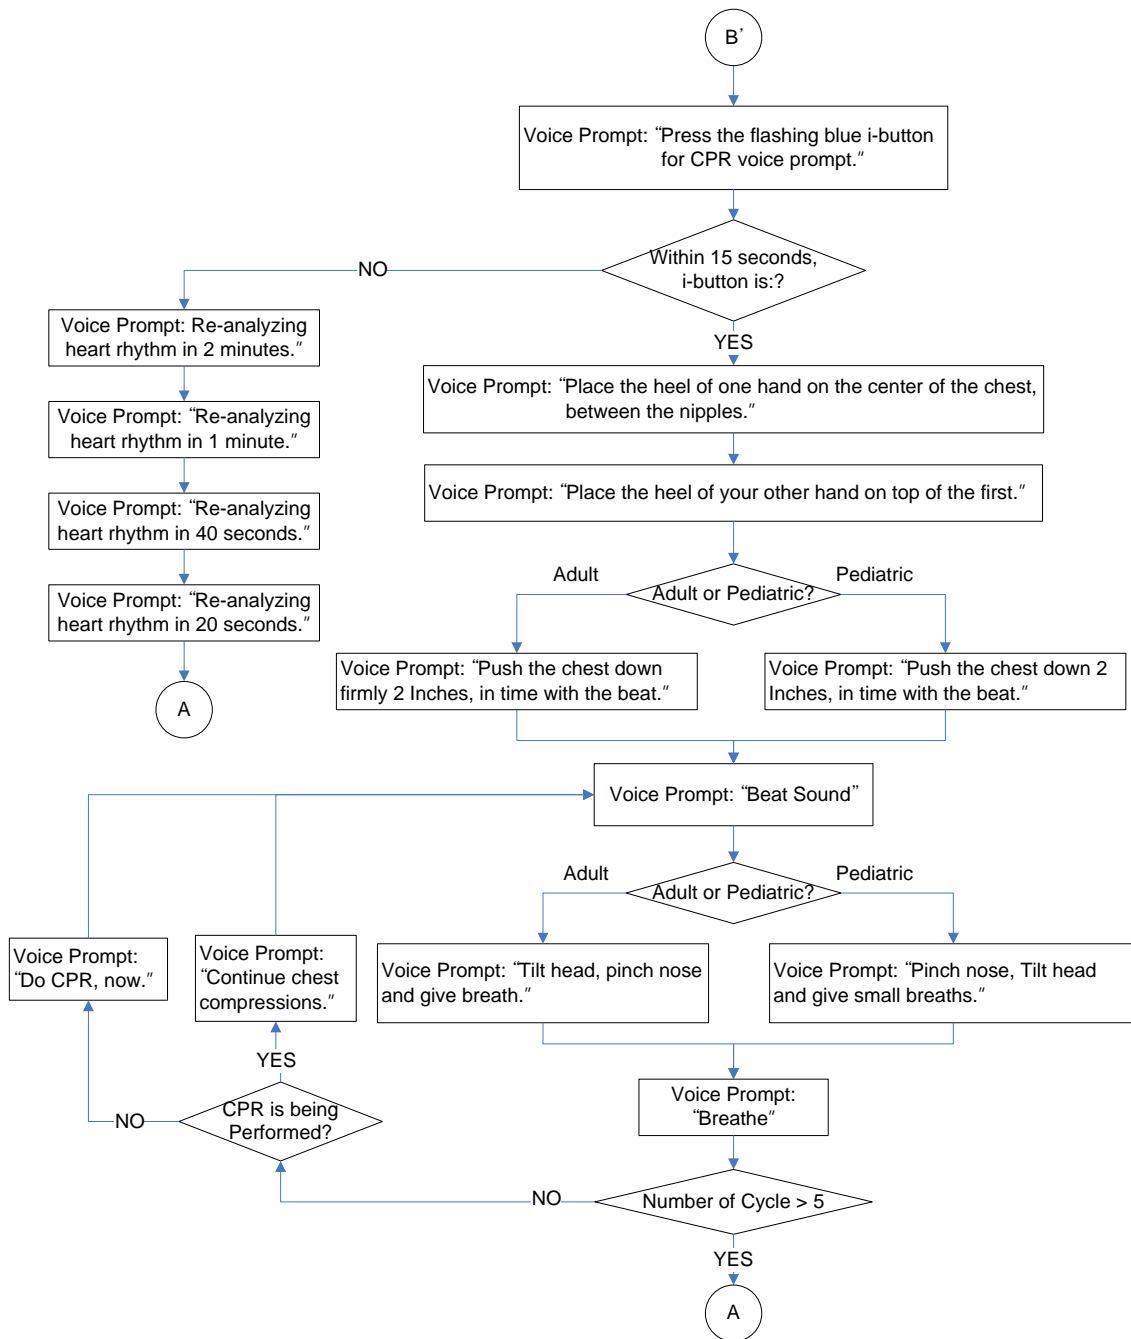 B'
Voice Prompt: “Press the flashing blue i-button
for CPR voice prompt.”
Within 15 seconds,
i-button is:?
NO
YES
Voice Prompt: Re-analyzing
heart rhythm in 2 minutes.”
Voice Prompt: “Re-analyzing
heart rhythm in 1 minute.”
Voice Prompt: “Re-analyzing
heart rhythm in 40 seconds.”
Voice Prompt: “Re-analyzing
heart rhythm in 20 seconds.”
A
Voice Prompt: “Place the heel of one hand on the center of the chest,
between the nipples.”
Voice Prompt: “Place the heel of your other hand on top of the first.”
Adult
Adult or Pediatric?
Pediatric
Voice Prompt: “Push the chest down
firmly 2 Inches, in time with the beat.”
Voice Prompt: “Push the chest down 2
Inches, in time with the beat.”
Voice Prompt: “Beat Sound”
Adult
Adult or Pediatric?
Pediatric
Voice Prompt: “Tilt head, pinch nose
and give breath.”
Voice Prompt: “Pinch nose, Tilt head
and give small breaths.”
Voice Prompt:
“Breathe”
Number of Cycle > 5
NO
YES
A
CPR is being
Performed?
NO
YES
Voice Prompt:
“Do CPR, now.”
Voice Prompt:
“Continue chest
compressions.”